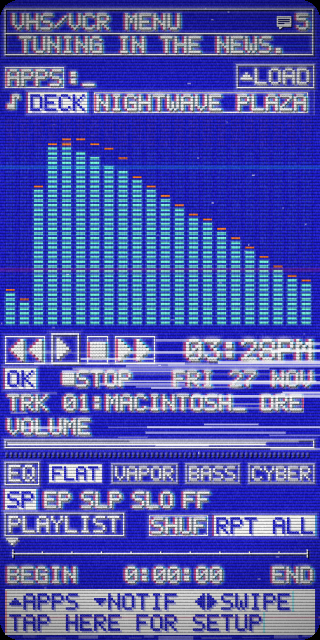 VHS/VCR MENU 5
TUNING IN THE NEWS.
APPS:_ LOAD
DECK NIGHTWAVE PLAZA
03:28PM
OK STOP FRI 27 NOV
TRK 01:MACINTOSH_ DRE
VOLUME
EQ FLAT VAPOR BASS CYBER
SP EP SLP SLO FF
PLAYLIST SHUF RPT ALL
BEGIN 0:00:00 END
APPS NOTIF SWIPE
TAP HERE FOR SETUP